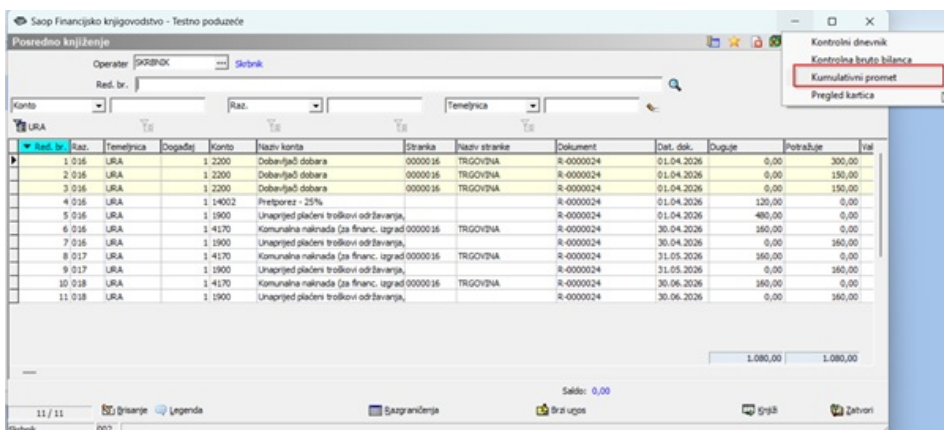 Saop Financijsko knjigovodstvo - Testno poduzeće
Posredno knjiženje
Kontrolni dnevnik
Kontrolna bruto bilanca
Kumulativni promet
Pregled kartica
Operater SKRBNIK ... Skrbnik
Red. br.
Konto Raz. Temeljnica
URA
Red. br. Raz. Temeljnica Događaj Konto Naziv konta Stranka Naziv stranke Dokument Dat. dok. Duguje Potražuje Val
1 016 URA 1 2200 Dobavljači dobara 0000016 TRGOVINA R-0000024 01.04.2026 0,00 300,00
2 016 URA 1 2200 Dobavljači dobara 0000016 TRGOVINA R-0000024 01.04.2026 0,00 150,00
3 016 URA 1 2200 Dobavljači dobara 0000016 TRGOVINA R-0000024 01.04.2026 0,00 150,00
4 016 URA 1 14002 Pretporez - 25% R-0000024 01.04.2026 120,00 0,00
5 016 URA 1 1900 Unaprijed plaćeni troškovi održavanja, R-0000024 01.04.2026 480,00 0,00
6 016 URA 1 4170 Komunalna naknada (za financ. izgrad 0000016 TRGOVINA R-0000024 30.04.2026 160,00 0,00
7 016 URA 1 1900 Unaprijed plaćeni troškovi održavanja, R-0000024 30.04.2026 0,00 160,00
8 017 URA 1 4170 Komunalna naknada (za financ. izgrad 0000016 TRGOVINA R-0000024 31.05.2026 160,00 0,00
9 017 URA 1 1900 Unaprijed plaćeni troškovi održavanja, R-0000024 31.05.2026 0,00 160,00
10 018 URA 1 4170 Komunalna naknada (za financ. izgrad 0000016 TRGOVINA R-0000024 30.06.2026 160,00 0,00
11 018 URA 1 1900 Unaprijed plaćeni troškovi održavanja, R-0000024 30.06.2026 0,00 160,00
1.080,00 1.080,00
Saldo: 0,00
11 / 11 Brisanje Legenda Razgraničenja Brzi unos Knjiži Zatvori
Skrbnik 002